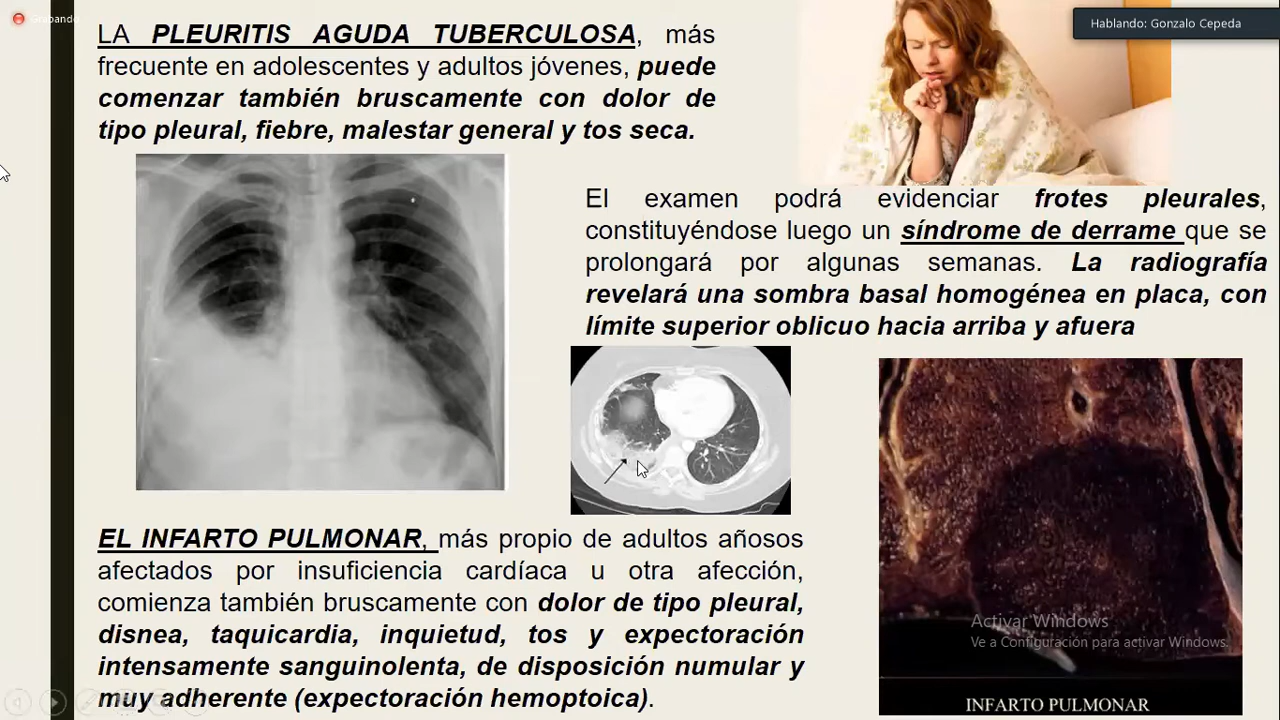 Grabando
Hablando: Gonzalo Cepeda
LA PLEURITIS AGUDA TUBERCULOSA, más
frecuente en adolescentes y adultos jóvenes, puede
comenzar también bruscamente con dolor de
tipo pleural, fiebre, malestar general y tos seca.
El examen podrá evidenciar frotes pleurales,
constituyéndose luego un síndrome de derrame que se
prolongará por algunas semanas. La radiografía
revelará una sombra basal homogénea en placa, con
límite superior oblicuo hacia arriba y afuera
EL INFARTO PULMONAR, más propio de adultos añosos
afectados por insuficiencia cardíaca u otra afección,
comienza también bruscamente con dolor de tipo pleural,
disnea, taquicardia, inquietud, tos y expectoración
intensamente sanguinolenta, de disposición numular y
muy adherente (expectoración hemoptoica).
Activar Windows
Ve a Configuración para activar Windows.
INFARTO PULMONAR